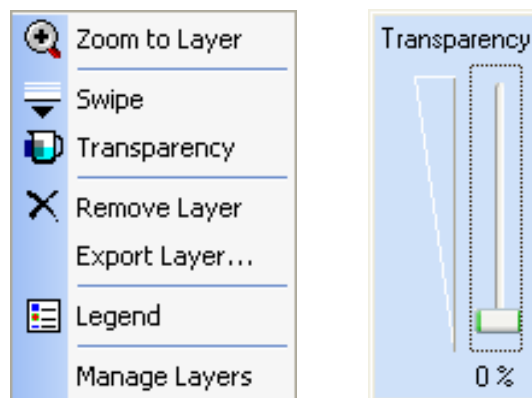 Zoom to Layer
Swipe
Transparency
Remove Layer
Export Layer...
Legend
Manage Layers
Transparency
0 %